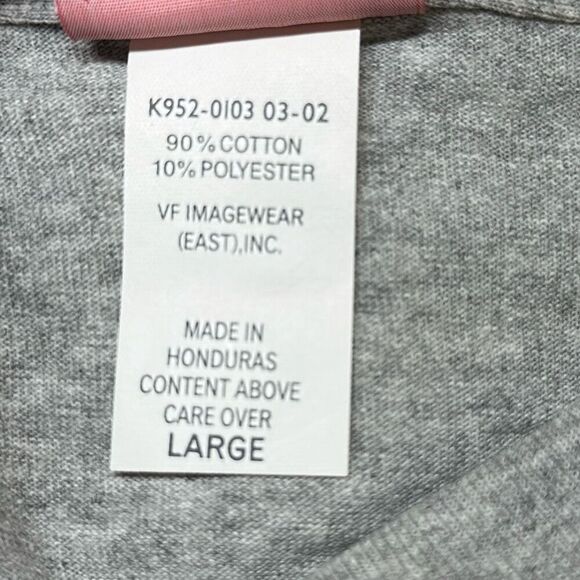 K952-0103 03-02
90% COTTON
10% POLYESTER
VF IMAGEWEAR
(EAST),INC.
MADE IN
HONDURAS
CONTENT ABOVE
CARE OVER
LARGE